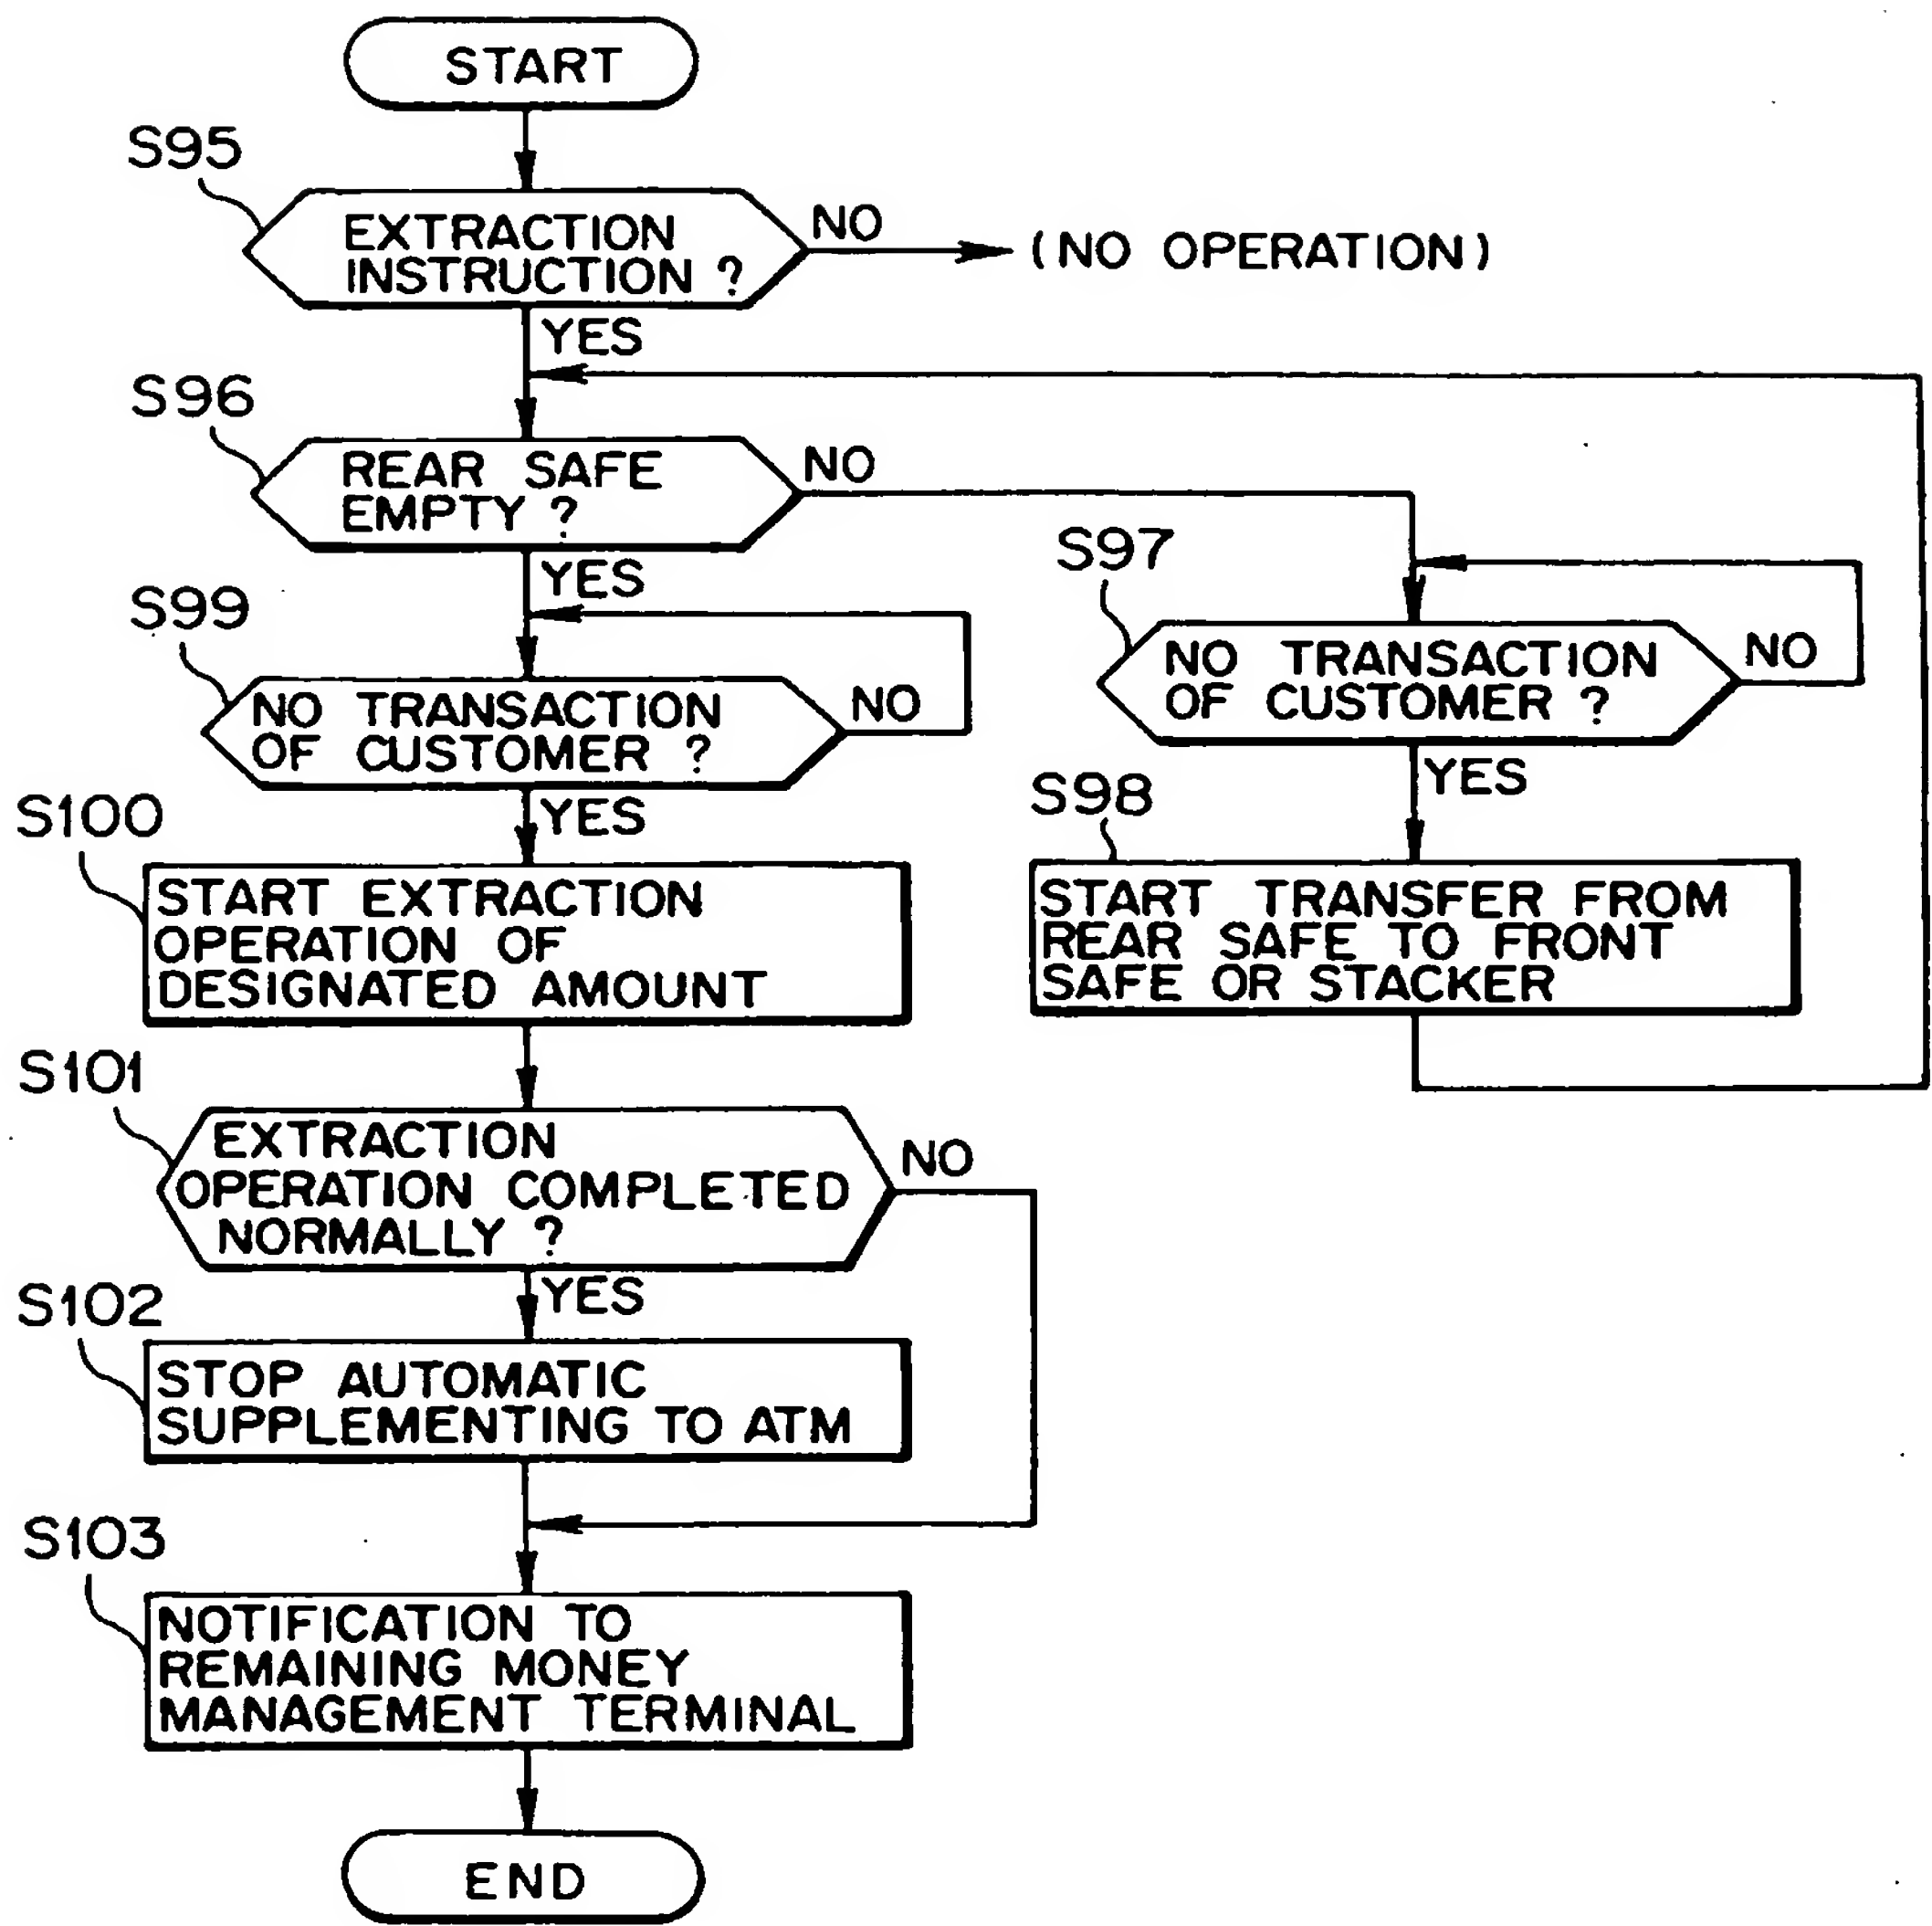 START
S95
EXTRACTION
INSTRUCTION ?
NO
(NO OPERATION)
YES
S96
REAR SAFE
EMPTY ?
NO
YES
S97
NO TRANSACTION
OF CUSTOMER ?
NO
YES
S98
START TRANSFER FROM
REAR SAFE TO FRONT
SAFE OR STACKER
S99
NO TRANSACTION
OF CUSTOMER ?
NO
YES
S100
START EXTRACTION
OPERATION OF
DESIGNATED AMOUNT
S101
EXTRACTION
OPERATION COMPLETED
NORMALLY ?
NO
YES
S102
STOP AUTOMATIC
SUPPLEMENTING TO ATM
S103
NOTIFICATION TO
REMAINING MONEY
MANAGEMENT TERMINAL
END